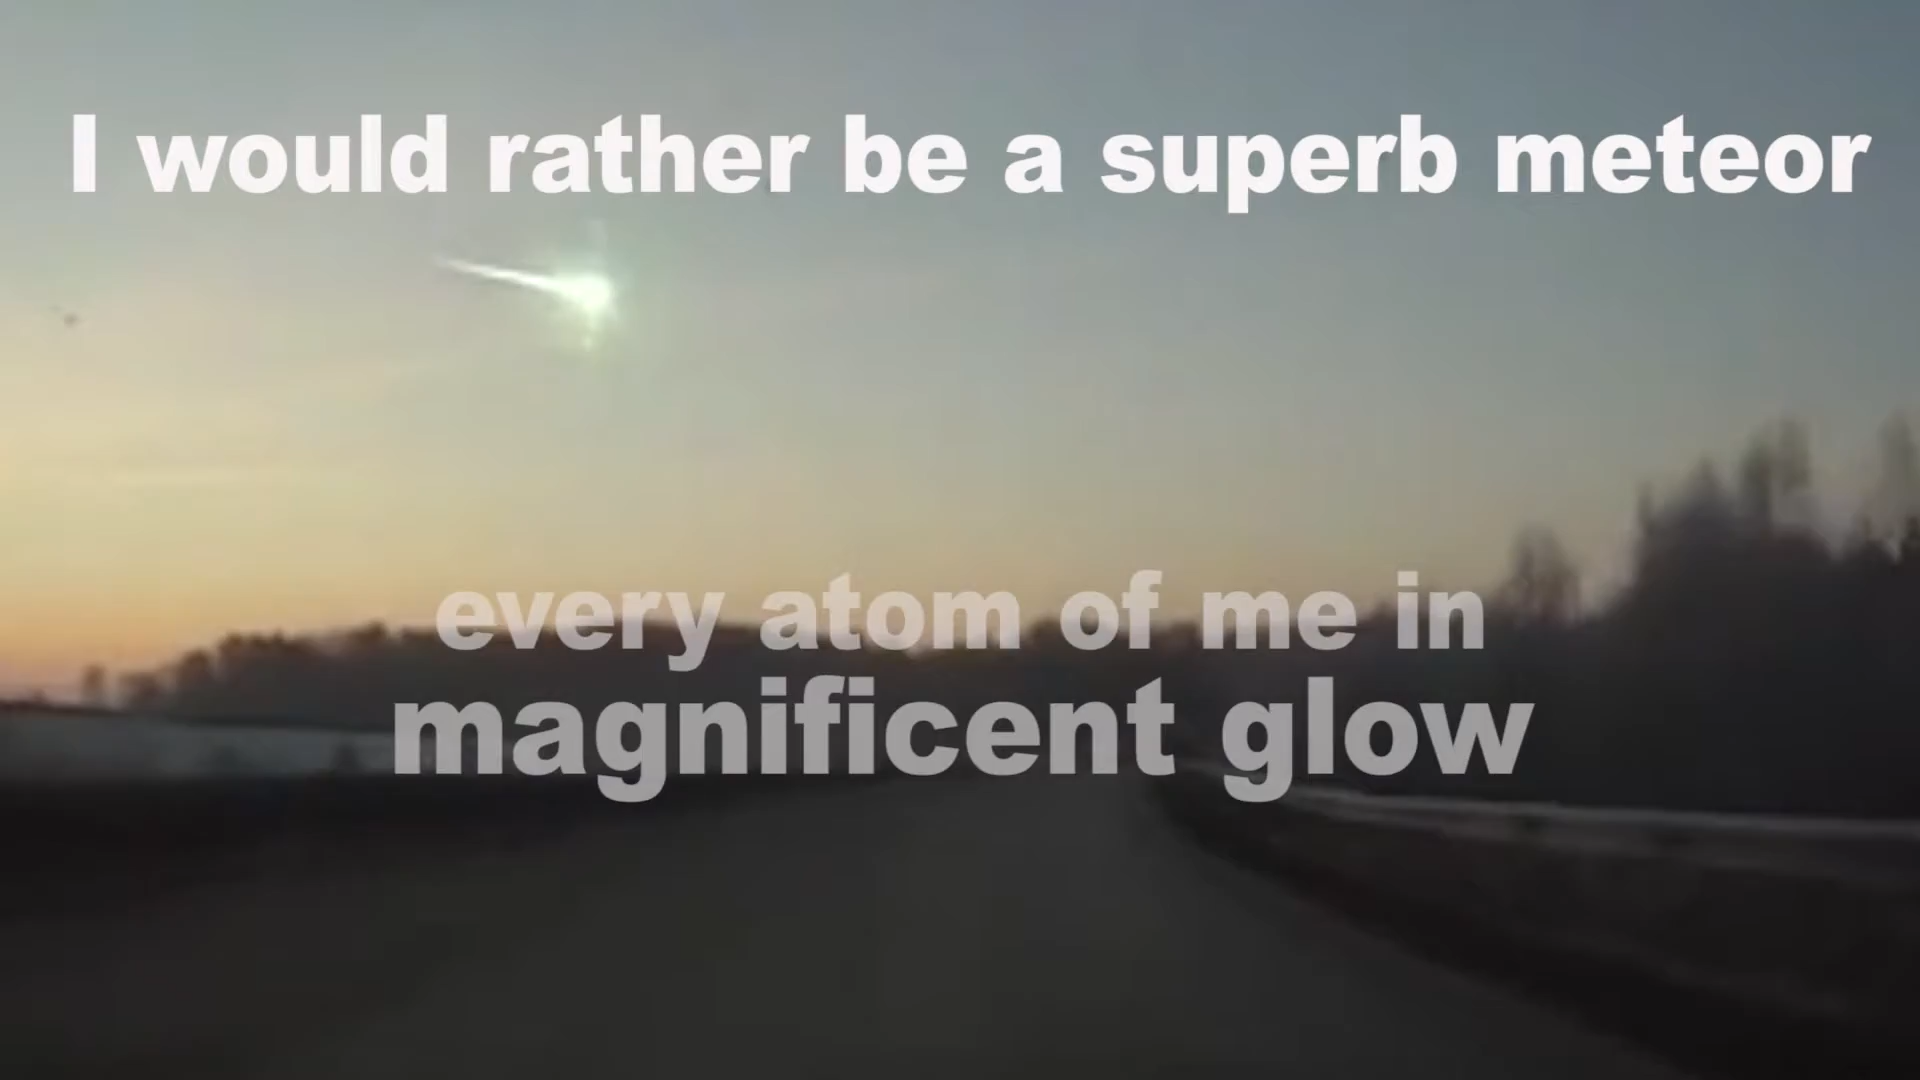 I would rather be a superb meteor
every atom of me in
magnificent glow